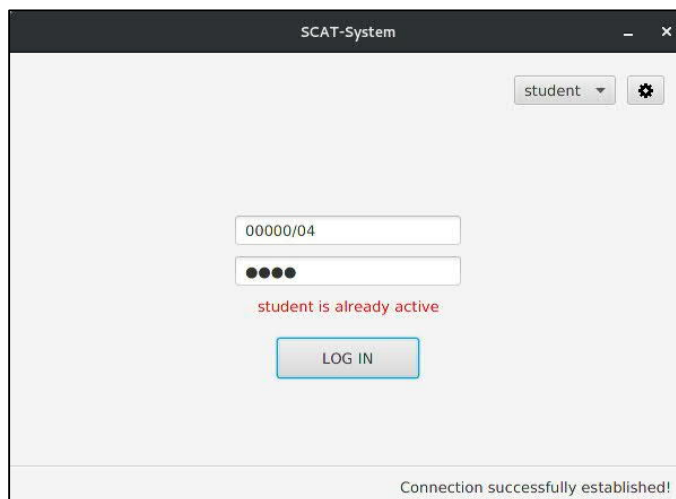 SCAT-System
student
00000/04
student is already active
LOG IN
Connection successfully established!